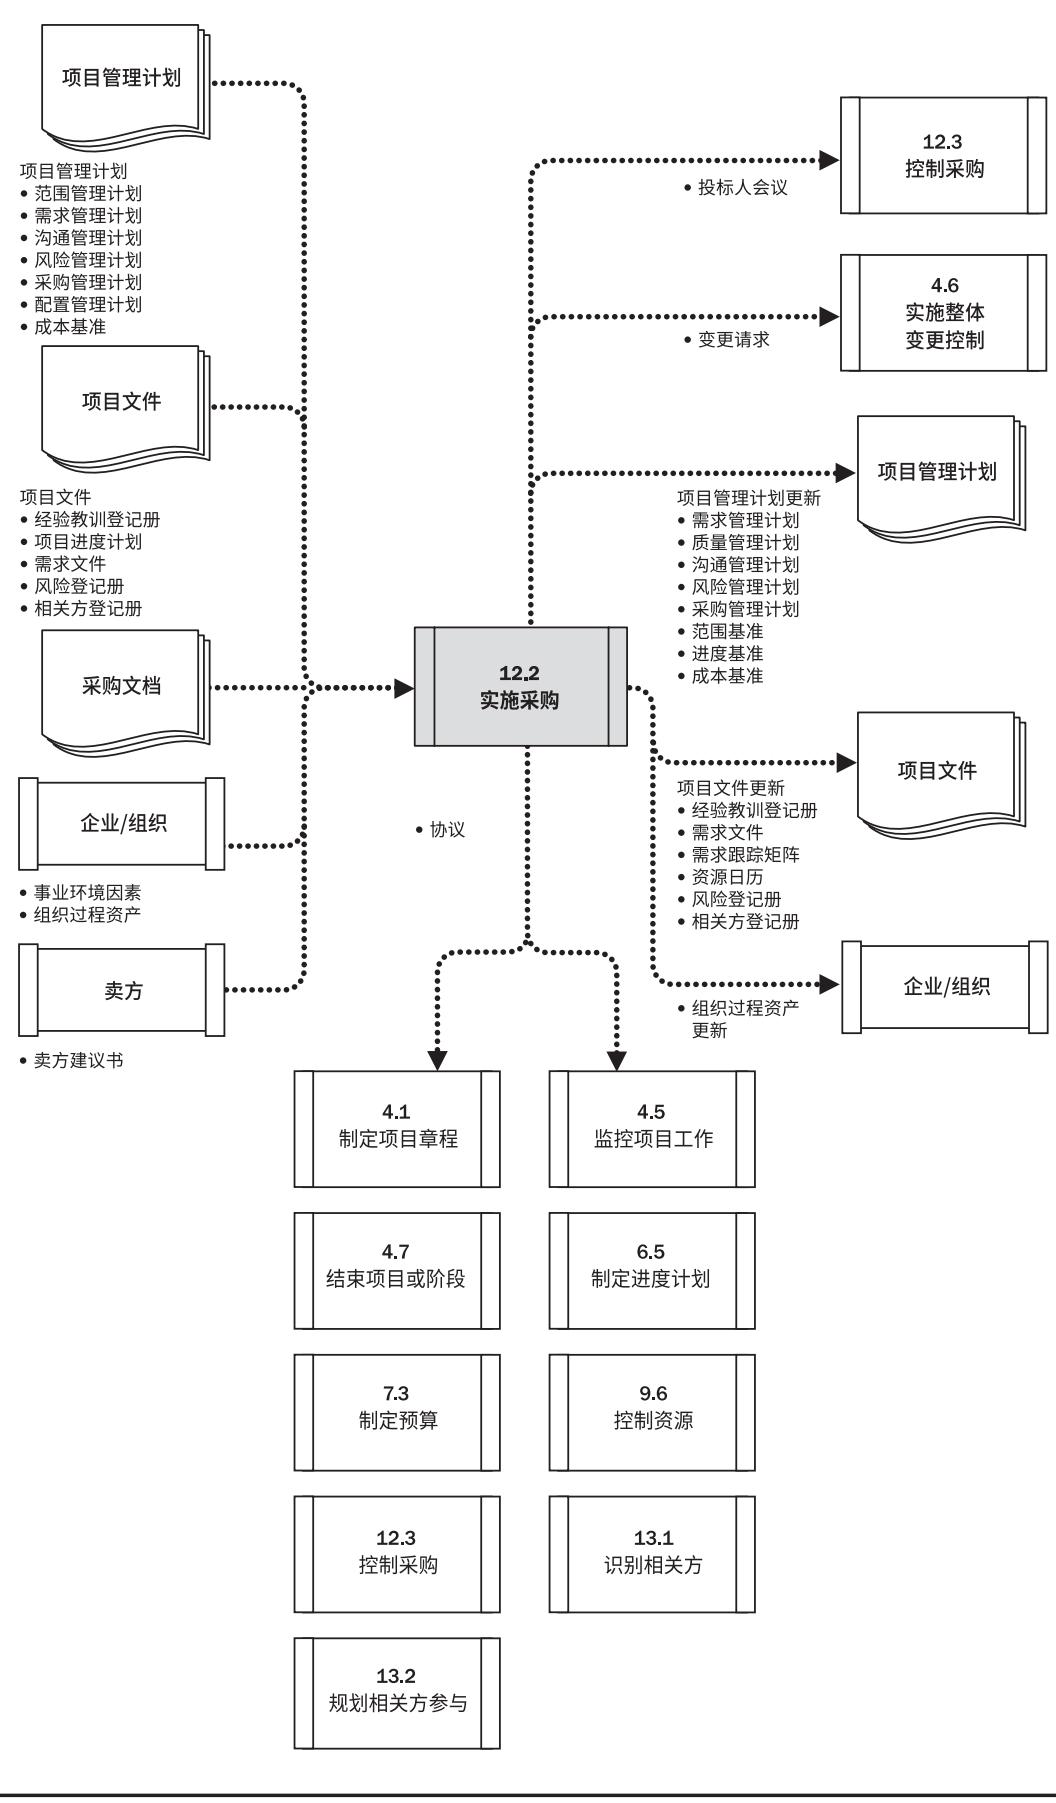 项目管理计划
项目管理计划
• 范围管理计划
• 需求管理计划
• 沟通管理计划
• 风险管理计划
• 采购管理计划
• 配置管理计划
• 成本基准
项目文件
项目文件
• 经验教训登记册
• 项目进度计划
• 需求文件
• 风险登记册
• 相关方登记册
采购文档
企业/组织
• 事业环境因素
• 组织过程资产
卖方
• 卖方建议书
12.2
实施采购
• 协议
12.3
控制采购
• 投标人会议
4.6
实施整体
变更控制
• 变更请求
项目管理计划
项目管理计划更新
• 需求管理计划
• 质量管理计划
• 沟通管理计划
• 风险管理计划
• 采购管理计划
• 范围基准
• 进度基准
• 成本基准
项目文件
项目文件更新
• 经验教训登记册
• 需求文件
• 需求跟踪矩阵
• 资源日历
• 风险登记册
• 相关方登记册
企业/组织
• 组织过程资产
更新
4.1
制定项目章程
4.5
监控项目工作
4.7
结束项目或阶段
6.5
制定进度计划
7.3
制定预算
9.6
控制资源
12.3
控制采购
13.1
识别相关方
13.2
规划相关方参与